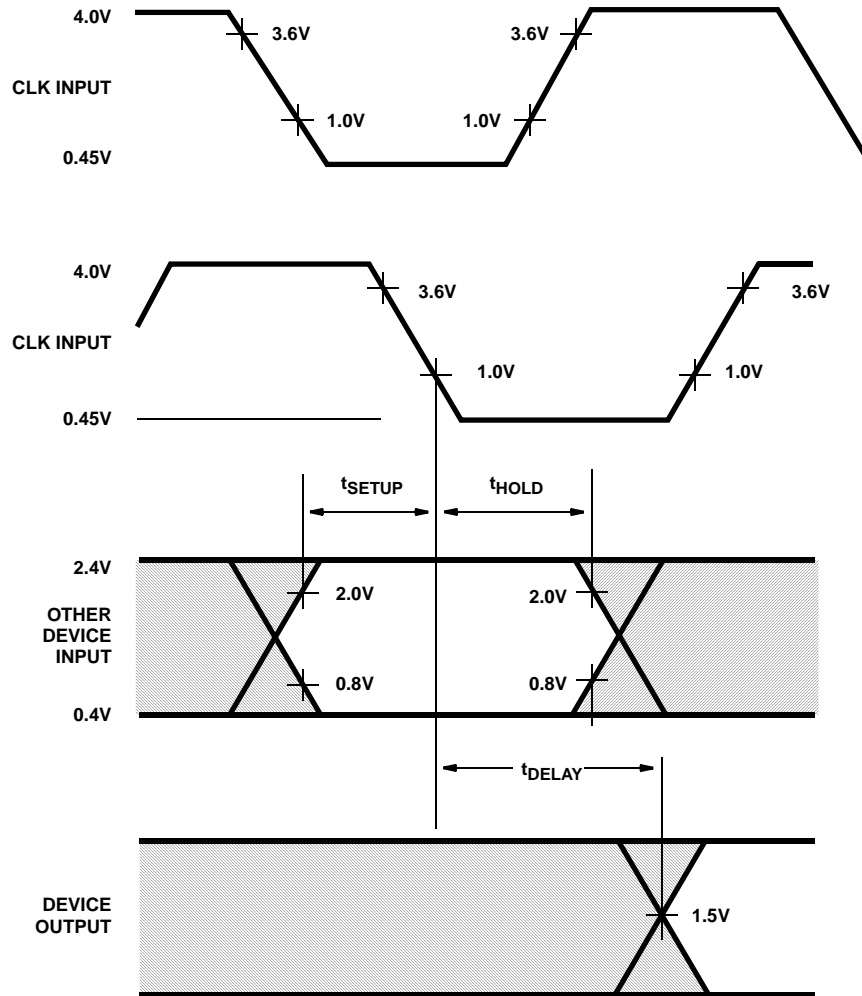 4.0V
3.6V
3.6V
CLK INPUT
1.0V
1.0V
0.45V
4.0V
3.6V
3.6V
CLK INPUT
1.0V
1.0V
0.45V
tSETUP
tHOLD
2.4V
2.0V
2.0V
OTHER
DEVICE
INPUT
0.8V
0.8V
0.4V
tDELAY
DEVICE
OUTPUT
1.5V